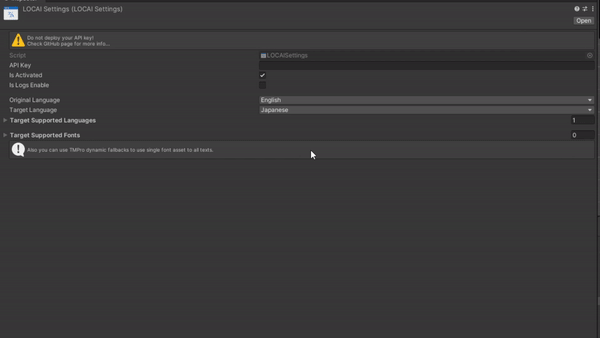 LOCAI Settings (LOCAI Settings)
Open
Do not deploy your API key!
Check GitHub page for more info...
Script LOCAISettings
API Key
Is Activated
Is Logs Enable
Original Language English
Target Language Japanese
Target Supported Languages 1
Target Supported Fonts 0
Also you can use TMPro dynamic fallbacks to use single font asset to all texts.